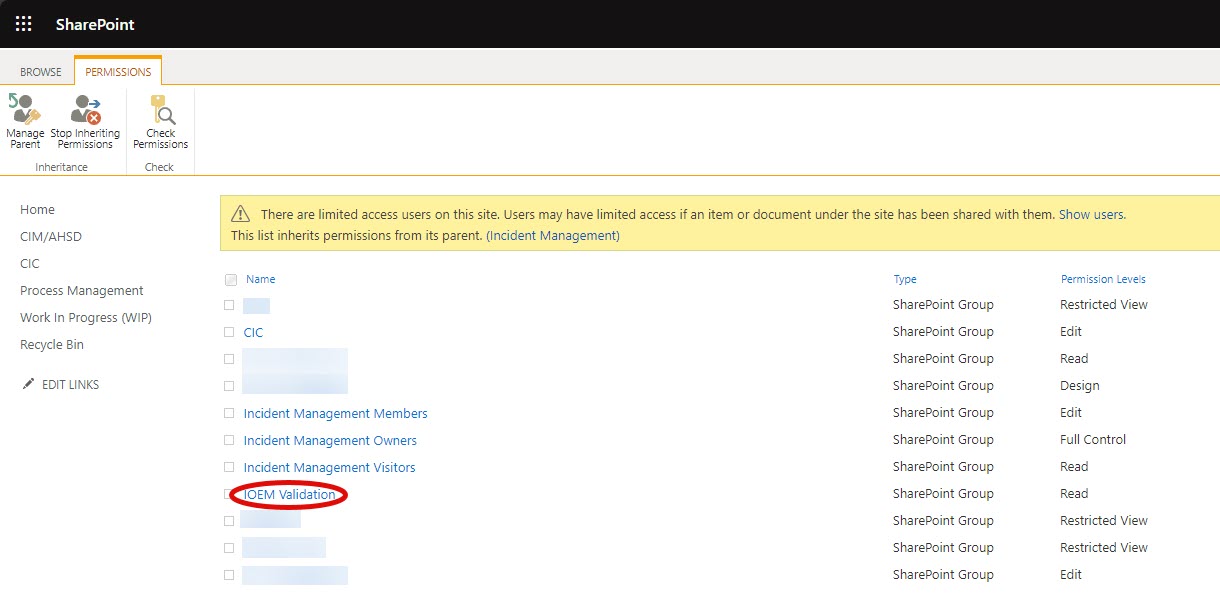 SharePoint
BROWSE PERMISSIONS
Manage Parent Stop Inheriting Permissions Check Permissions
Inheritance Check
Home
CIM/AHSD
CIC
Process Management
Work In Progress (WIP)
Recycle Bin
EDIT LINKS
There are limited access users on this site. Users may have limited access if an item or document under the site has been shared with them. Show users.
This list inherits permissions from its parent. (Incident Management)
Name Type Permission Levels
SharePoint Group Restricted View
CIC SharePoint Group Edit
SharePoint Group Read
SharePoint Group Design
Incident Management Members SharePoint Group Edit
Incident Management Owners SharePoint Group Full Control
Incident Management Visitors SharePoint Group Read
IOEM Validation SharePoint Group Read
SharePoint Group Restricted View
SharePoint Group Restricted View
SharePoint Group Edit